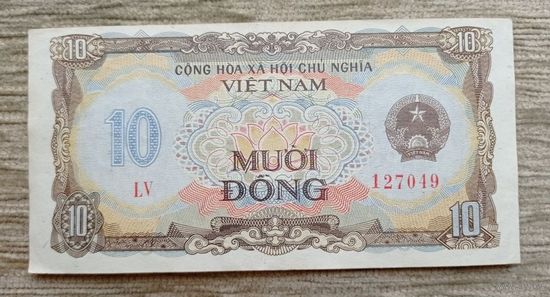 10 10
CỘNG HÒA XÃ HỘI CHỦ NGHĨA
VIỆT NAM
10
MƯỜI
ĐỒNG
LV 127049
10 10